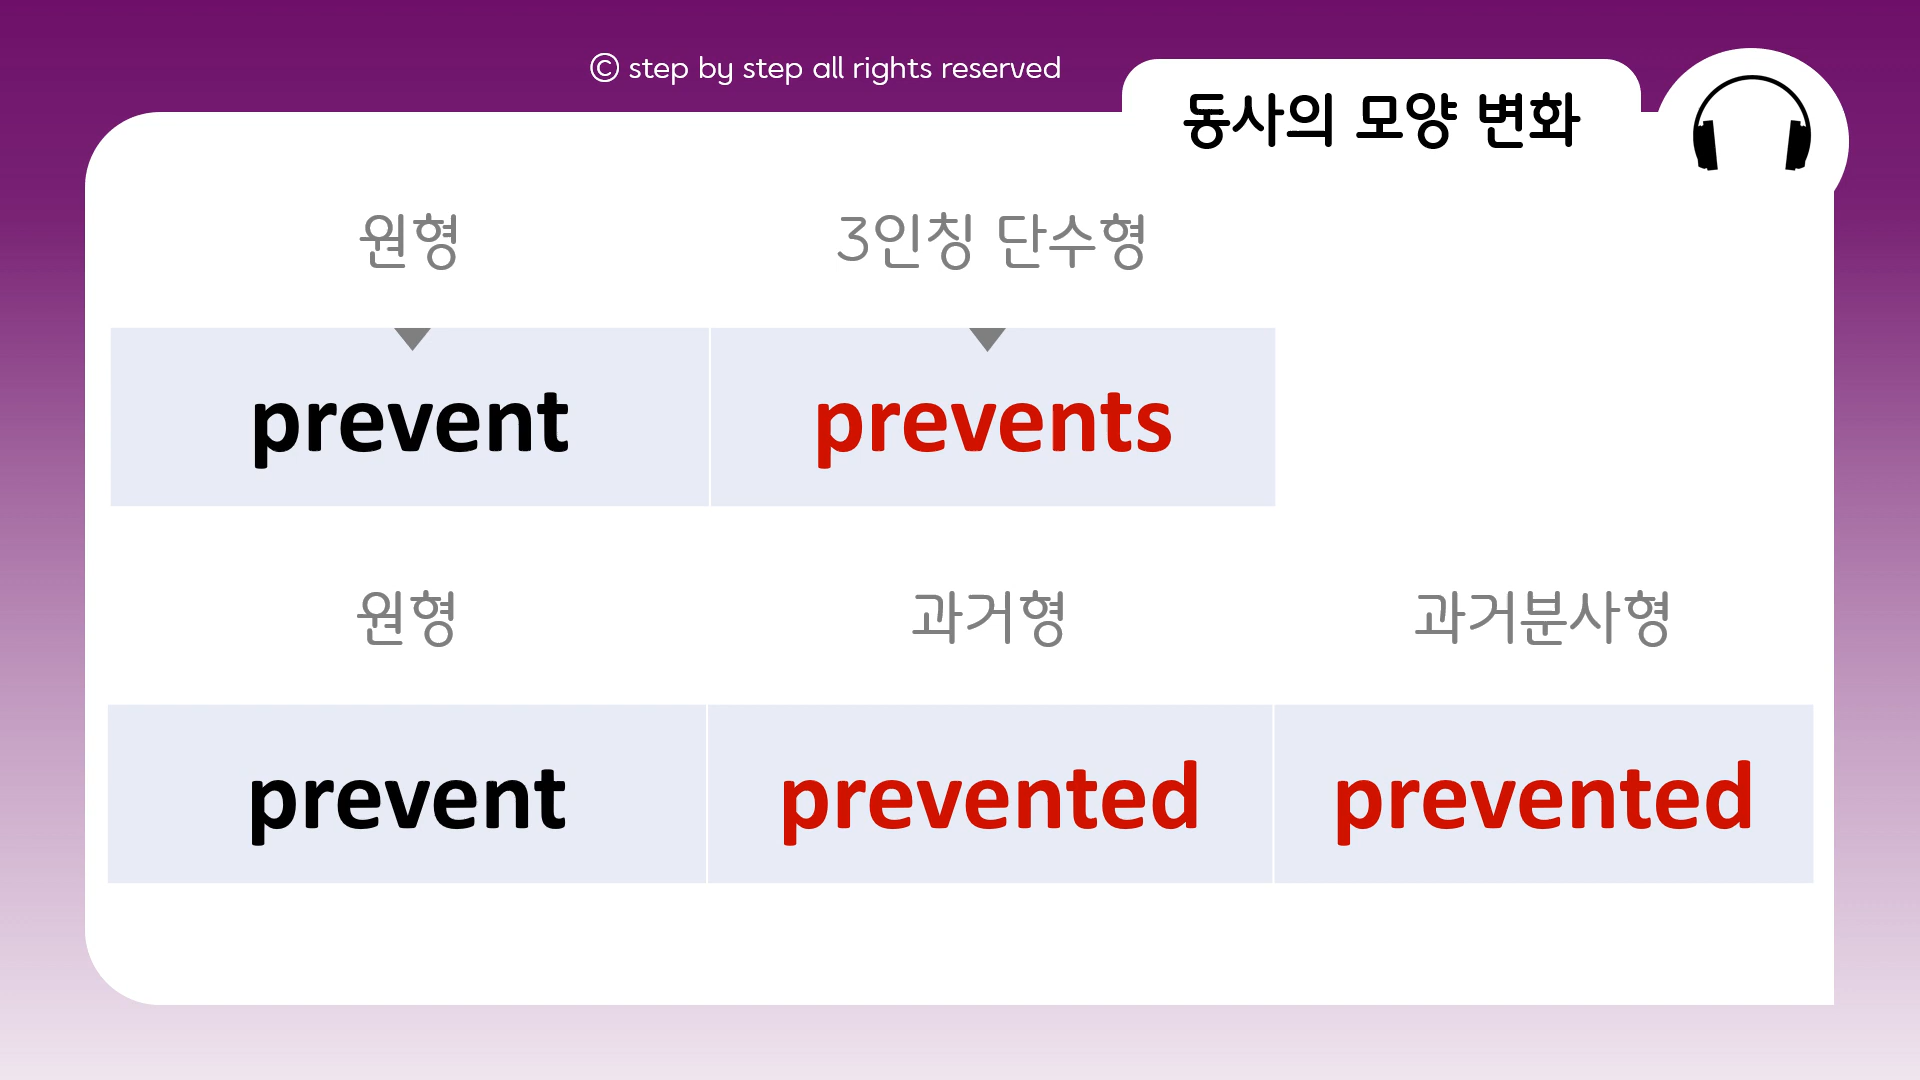 © step by step all rights reserved
동사의 모양 변화
원형 3인칭 단수형
prevent prevents
원형 과거형 과거분사형
prevent prevented prevented